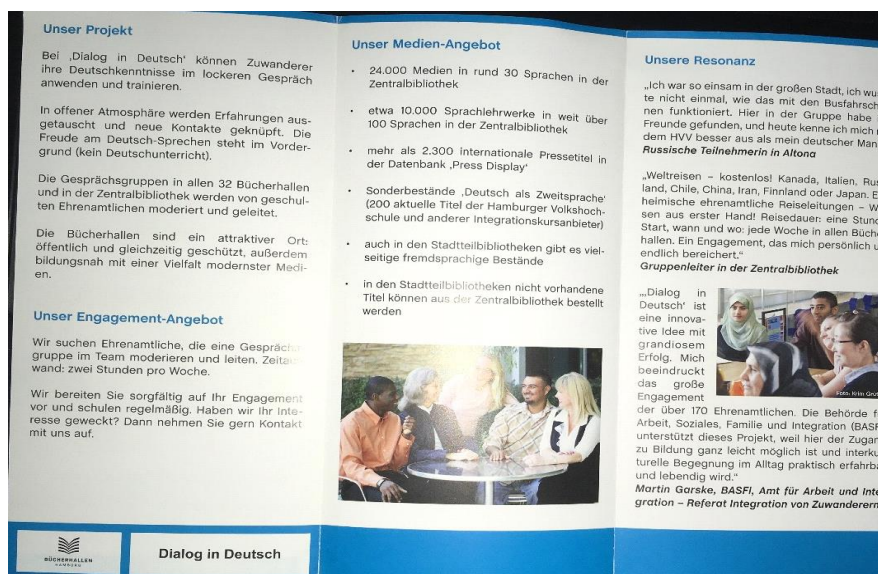 Unser Projekt
Bei ‚Dialog in Deutsch' können Zuwanderer
ihre Deutschkenntnisse im lockeren Gespräch
anwenden und trainieren.
In offener Atmosphäre werden Erfahrungen aus-
getauscht und neue Kontakte geknüpft. Die
Freude am Deutsch-Sprechen steht im Vorder-
grund (kein Deutschunterricht).
Die Gesprächsgruppen in allen 32 Bücherhallen
und in der Zentralbibliothek werden von geschul-
ten Ehrenamtlichen moderiert und geleitet.
Die Bücherhallen sind ein attraktiver Ort:
öffentlich und gleichzeitig geschützt, außerdem
bildungsnah mit einer Vielfalt modernster Medi-
en.
Unser Engagement-Angebot
Wir suchen Ehrenamtliche, die eine Gesprächs-
gruppe im Team moderieren und leiten. Zeitauf-
wand: zwei Stunden pro Woche.
Wir bereiten Sie sorgfältig auf Ihr Engagement
vor und schulen regelmäßig. Haben wir Ihr Inte-
resse geweckt? Dann nehmen Sie gern Kontakt
mit uns auf.
BÜCHERHALLEN
HAMBURG
Dialog in Deutsch
Unser Medien-Angebot
· 24.000 Medien in rund 30 Sprachen in der
Zentralbibliothek
· etwa 10.000 Sprachlehrwerke in weit über
100 Sprachen in der Zentralbibliothek
· mehr als 2.300 internationale Pressetitel in
der Datenbank ‚Press Display'
· Sonderbestände ‚Deutsch als Zweitsprache'
(200 aktuelle Titel der Hamburger Volkshoch-
schule und anderer Integrationskursanbieter)
· auch in den Stadtteilbibliotheken gibt es viel-
seitige fremdsprachige Bestände
· in den Stadtteilbibliotheken nicht vorhandene
Titel können aus der Zentralbibliothek bestellt
werden
Unsere Resonanz
„Ich war so einsam in der großen Stadt, ich wu
te nicht einmal, wie das mit den Busfahrsch
nen funktioniert. Hier in der Gruppe habe
Freunde gefunden, und heute kenne ich mich
dem HVV besser aus als mein deutscher Man
Russische Teilnehmerin in Altona
„Weltreisen – kostenlos! Kanada, Italien, Rus
land, Chile, China, Iran, Finnland oder Japan. E
heimische ehrenamtliche Reiseleitungen – W
sen aus erster Hand! Reisedauer: eine Stund
Start, wann und wo: jede Woche in allen Büche
hallen. Ein Engagement, das mich persönlich u
endlich bereichert."
Gruppenleiter in der Zentralbibliothek
„‚Dialog in
Deutsch' ist
eine innova-
tive Idee mit
grandiosem
Erfolg. Mich
beeindruckt
das große
Engagement
der über 170 Ehrenamtlichen. Die Behörde f
Arbeit, Soziales, Familie und Integration (BASF
unterstützt dieses Projekt, weil hier der Zugan
zu Bildung ganz leicht möglich ist und interku
turelle Begegnung im Alltag praktisch erfahrba
und lebendig wird."
Martin Garske, BASFI, Amt für Arbeit und Inte
gration – Referat Integration von Zuwanderern